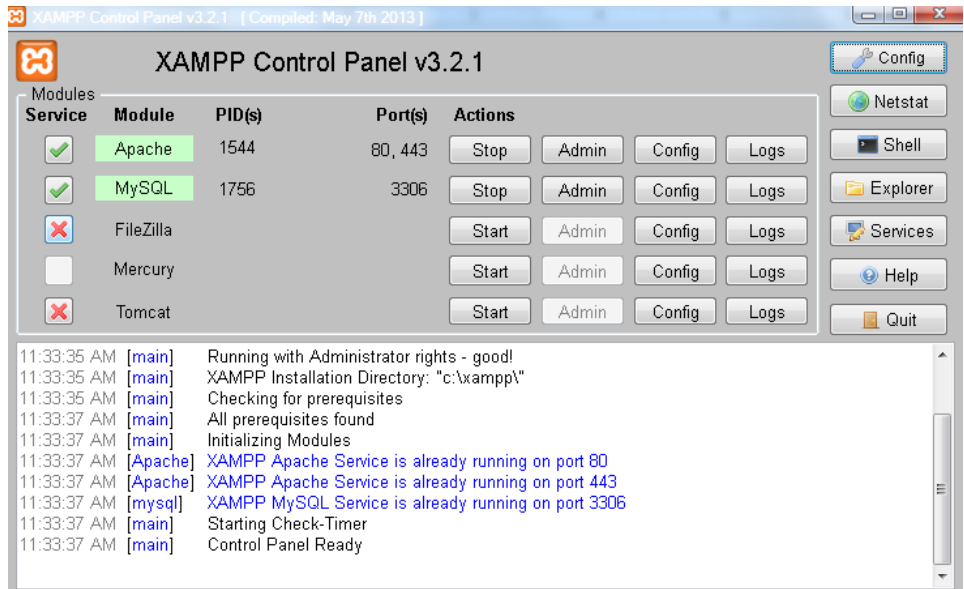 XAMPP Control Panel v3.2.1 [Compiled: May 7th 2013]
XAMPP Control Panel v3.2.1
Config
Modules
Service Module PID(s) Port(s) Actions
Netstat
Apache 1544 80, 443 Stop Admin Config Logs
Shell
MySQL 1756 3306 Stop Admin Config Logs
Explorer
FileZilla Start Admin Config Logs
Services
Mercury Start Admin Config Logs
Help
Tomcat Start Admin Config Logs
Quit
11:33:35 AM [main] Running with Administrator rights - good!
11:33:35 AM [main] XAMPP Installation Directory: "c:\xampp\"
11:33:35 AM [main] Checking for prerequisites
11:33:37 AM [main] All prerequisites found
11:33:37 AM [main] Initializing Modules
11:33:37 AM [Apache] XAMPP Apache Service is already running on port 80
11:33:37 AM [Apache] XAMPP Apache Service is already running on port 443
11:33:37 AM [mysql] XAMPP MySQL Service is already running on port 3306
11:33:37 AM [main] Starting Check-Timer
11:33:37 AM [main] Control Panel Ready